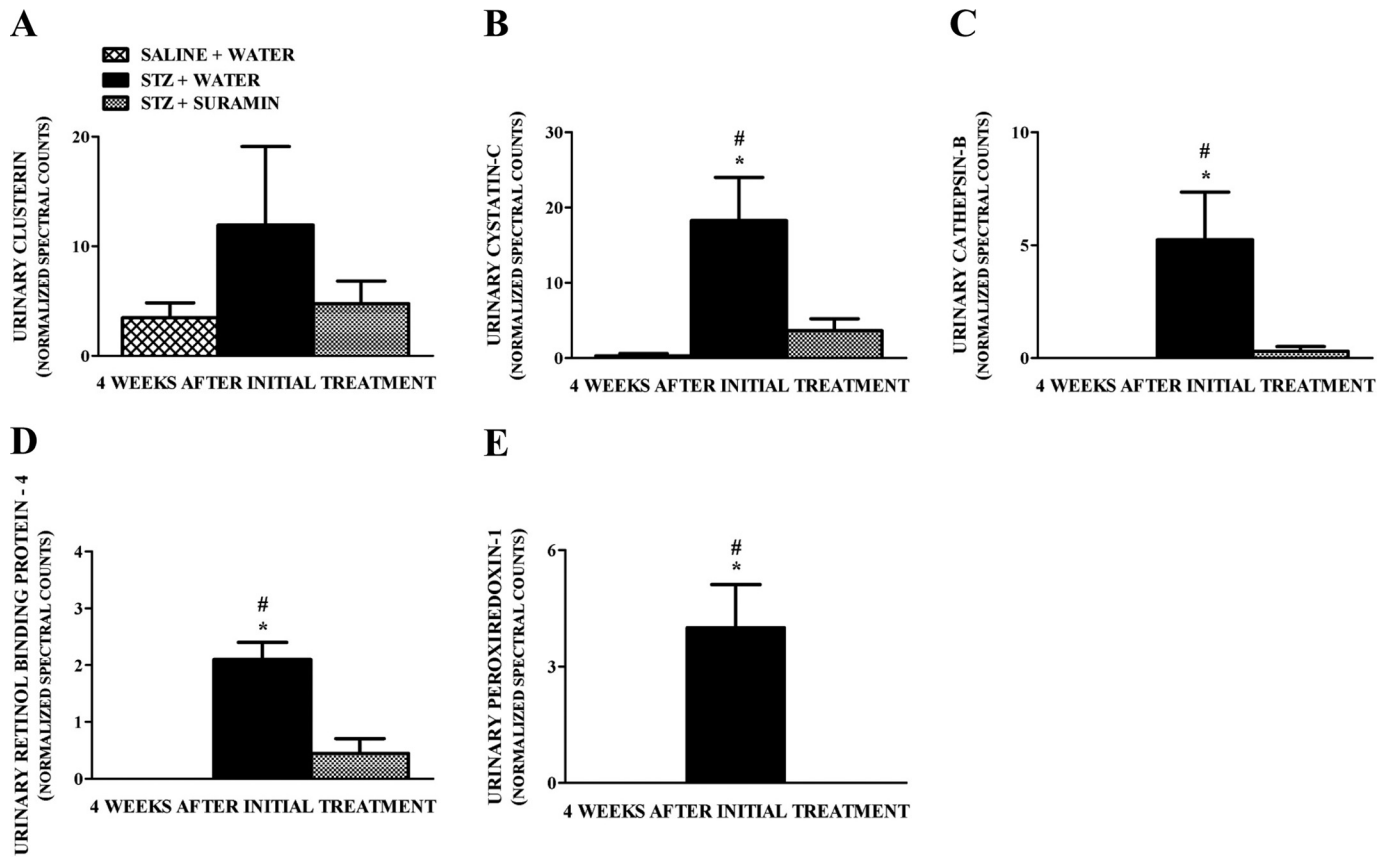 A
SALINE + WATER
STZ + WATER
STZ + SURAMIN
URINARY CLUSTERIN
(NORMALIZED SPECTRAL COUNTS)
20
10
0
4 WEEKS AFTER INITIAL TREATMENT
B
URINARY CYSTATIN-C
(NORMALIZED SPECTRAL COUNTS)
30
20
10
0
#
*
4 WEEKS AFTER INITIAL TREATMENT
C
URINARY CATHEPSIN-B
(NORMALIZED SPECTRAL COUNTS)
10
5
0
#
*
4 WEEKS AFTER INITIAL TREATMENT
D
URINARY RETINOL BINDING PROTEIN - 4
(NORMALIZED SPECTRAL COUNTS)
4
3
2
1
0
#
*
4 WEEKS AFTER INITIAL TREATMENT
E
URINARY PEROXIREDOXIN-1
(NORMALIZED SPECTRAL COUNTS)
6
3
0
#
*
4 WEEKS AFTER INITIAL TREATMENT